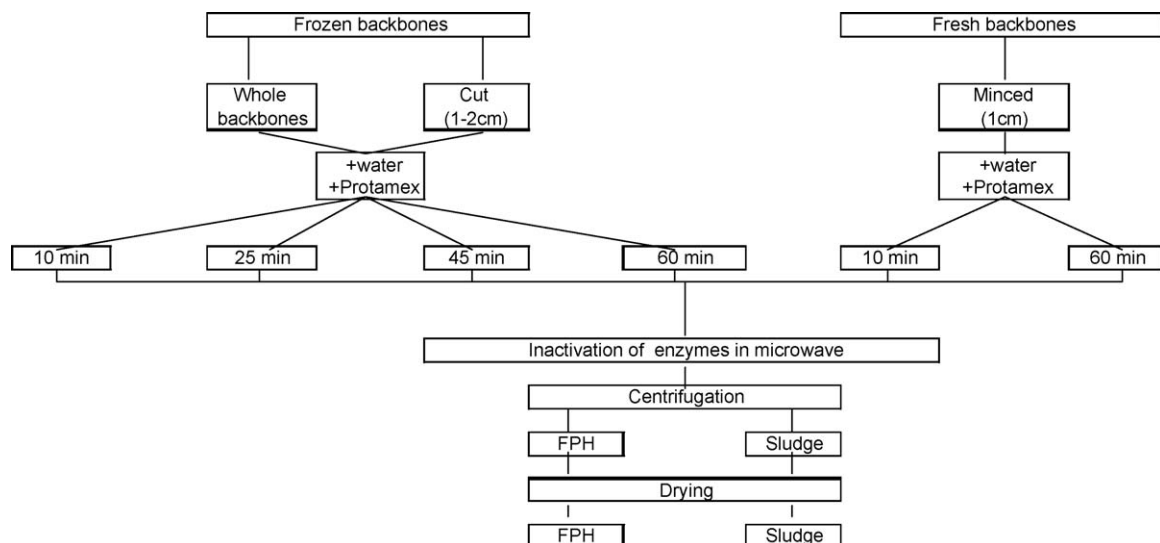 Frozen backbones
Fresh backbones
Whole
backbones
Cut
(1-2cm)
Minced
(1cm)
+water
+Protamex
+water
+Protamex
10 min
25 min
45 min
60 min
10 min
60 min
Inactivation of enzymes in microwave
Centrifugation
FPH
Sludge
Drying
FPH
Sludge